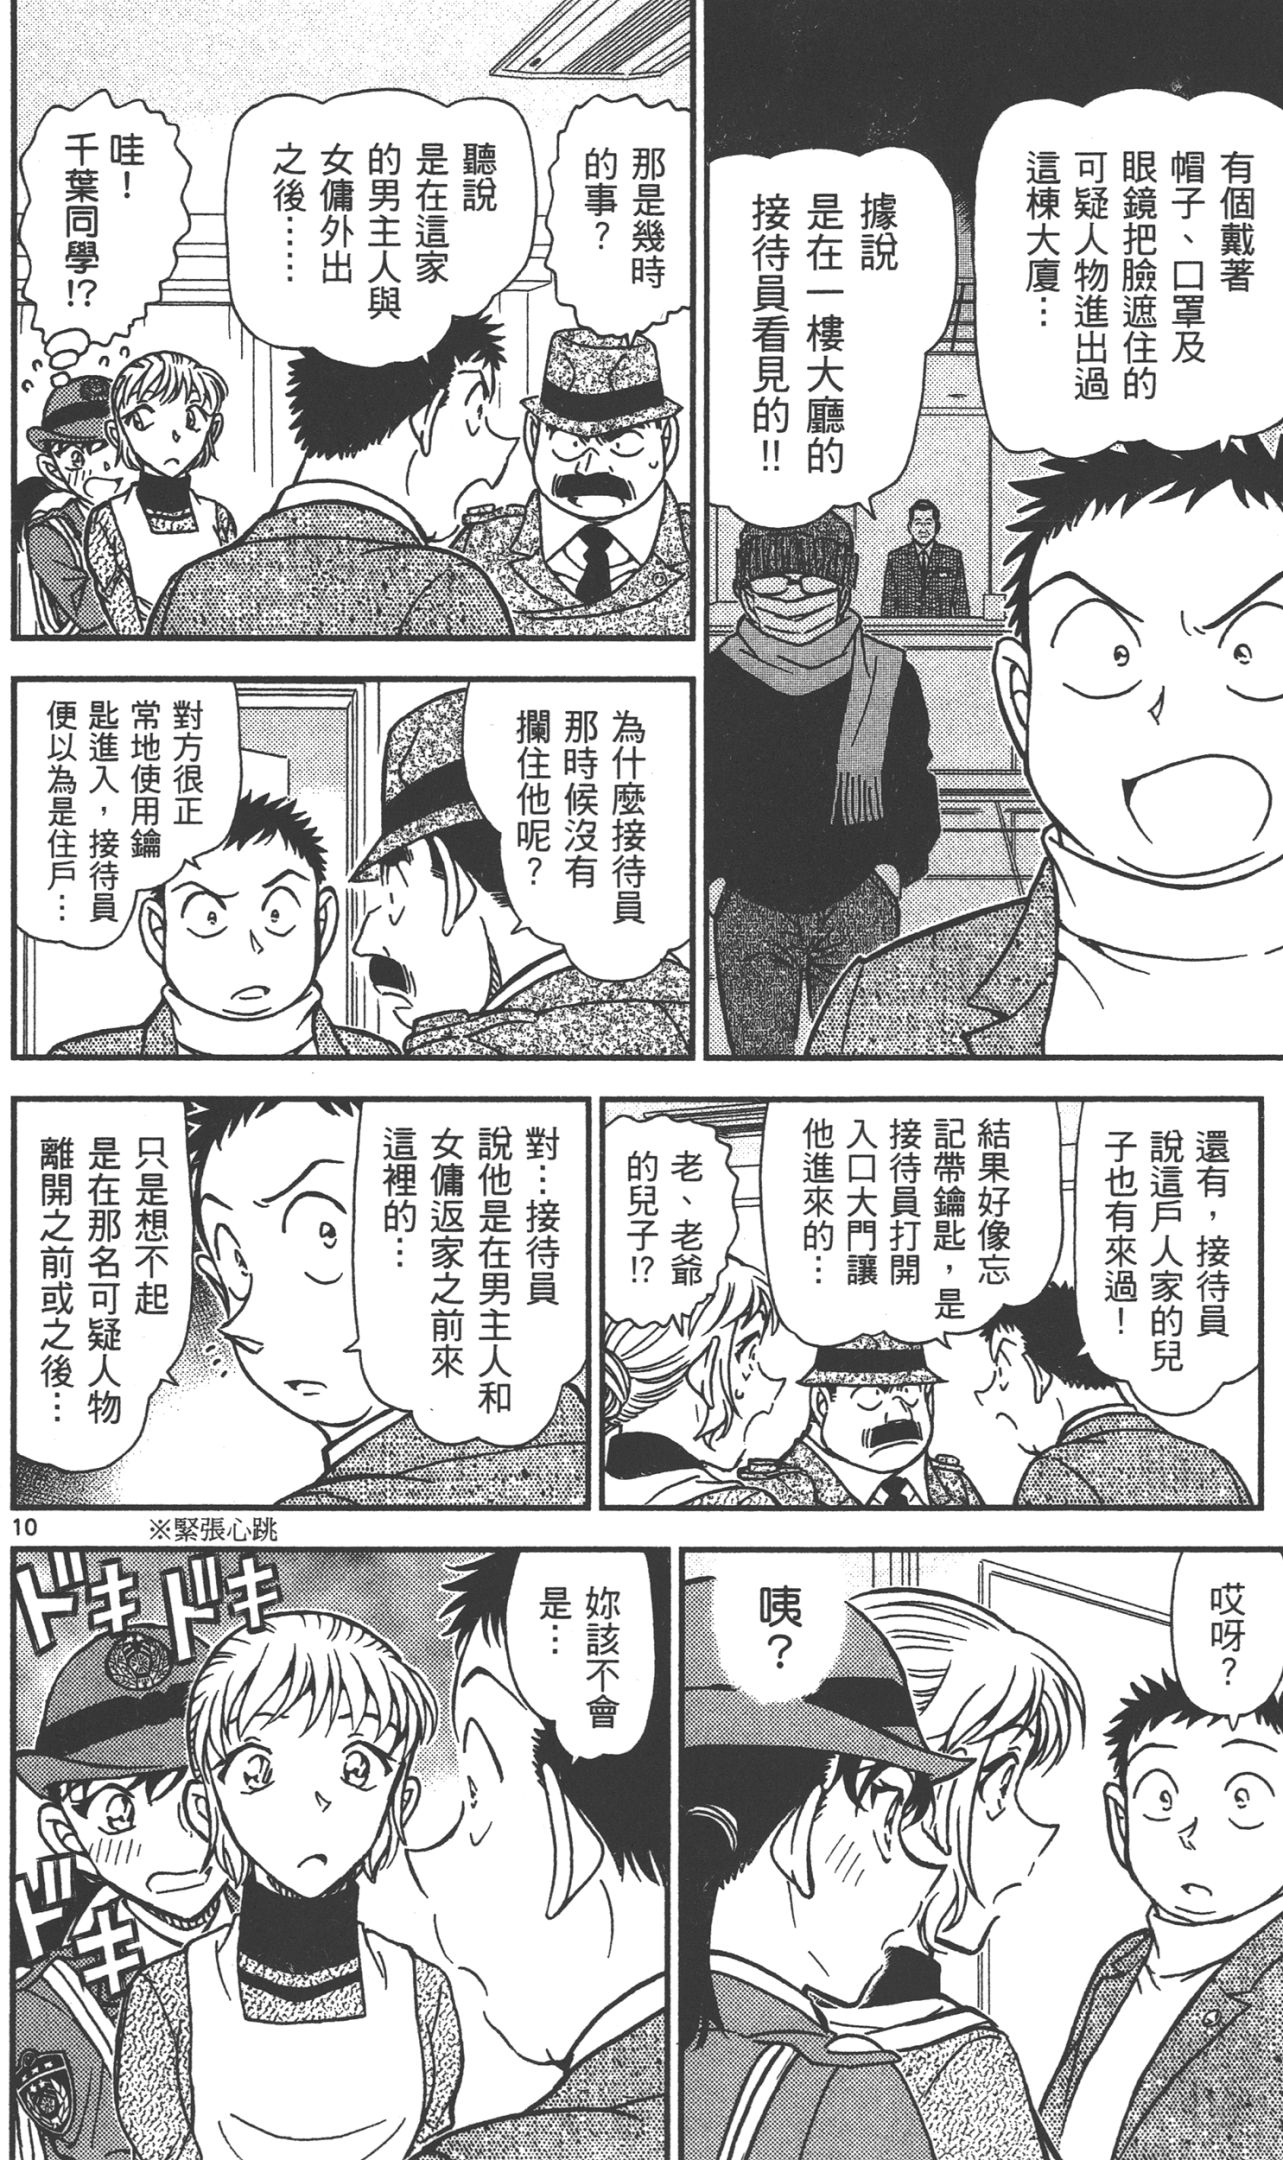 有個戴著
帽子、口罩及
眼鏡把臉遮住的
可疑人物進出過
這棟大廈…
據說
是在一樓大廳的
接待員看見的!!
那是幾時
的事？
聽說
是在這家
的男主人與
女傭外出
之後……
哇！
千葉同學!?
為什麼接待員
那時候沒有
攔住他呢？
對方很正
常地使用鑰
匙進入，接待員
便以為是住戶…
還有，接待員
說這戶人家的兒
子也有來過！
結果好像忘
記帶鑰匙，是
接待員打開
入口大門讓
他進來的…
老、老爺
的兒子!?
對…接待員
說他是在男主人和
女傭返家之前來
這裡的…
只是想不起
是在那名可疑人物
離開之前或之後…
10
※緊張心跳
哎呀？
咦？
妳該不會
是…
ドキドキ
ドキ